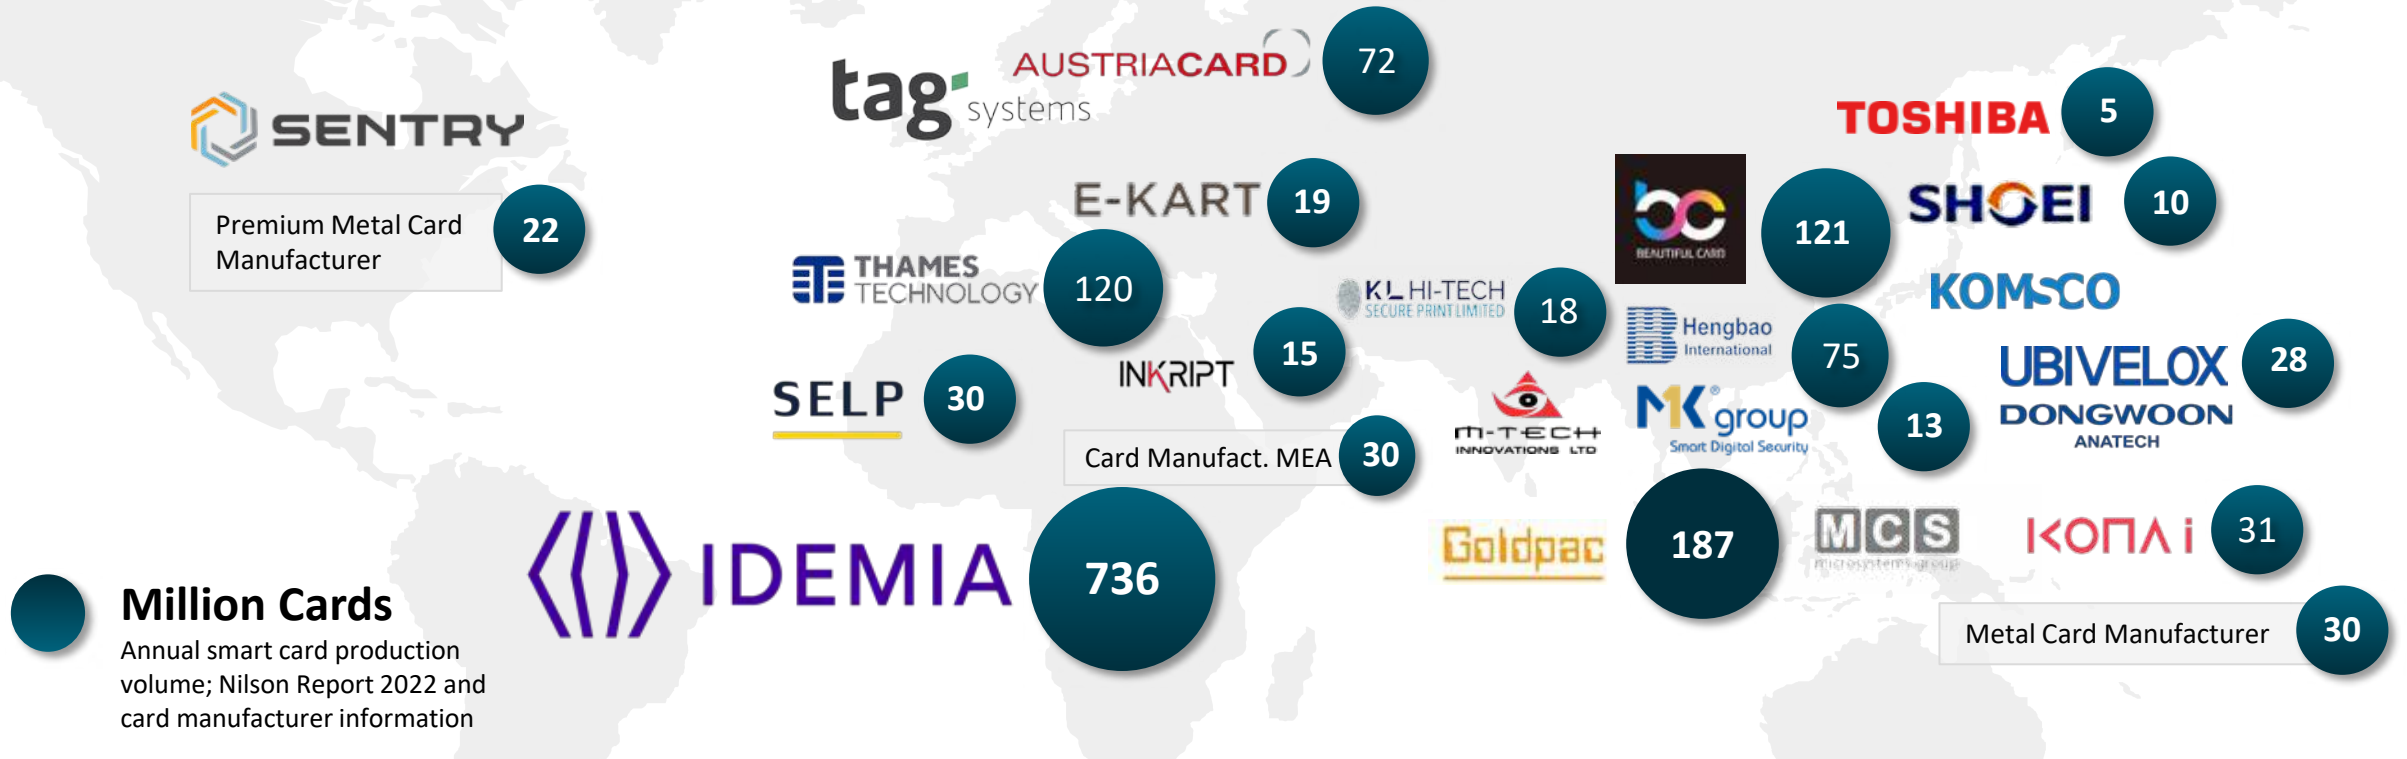 SENTRY
Premium Metal Card
Manufacturer
22
tag
systems
AUSTRIACARD
72
E-KART
19
THAMES
TECHNOLOGY
120
INKRIPT
15
SELP
30
Card Manufact. MEA
30
IDEMIA
736
KL HI-TECH
SECURE PRINT LIMITED
18
M-TECH
INNOVATIONS LTD
BEAUTIFUL CARD
121
Hengbao
International
75
MK group
Smart Digital Security
13
Goldpac
187
MCS
microsystems group
TOSHIBA
5
SHOEI
10
KOMSCO
UBIVELOX
28
DONGWOON
ANATECH
KONA i
31
Metal Card Manufacturer
30
Million Cards
Annual smart card production
volume; Nilson Report 2022 and
card manufacturer information